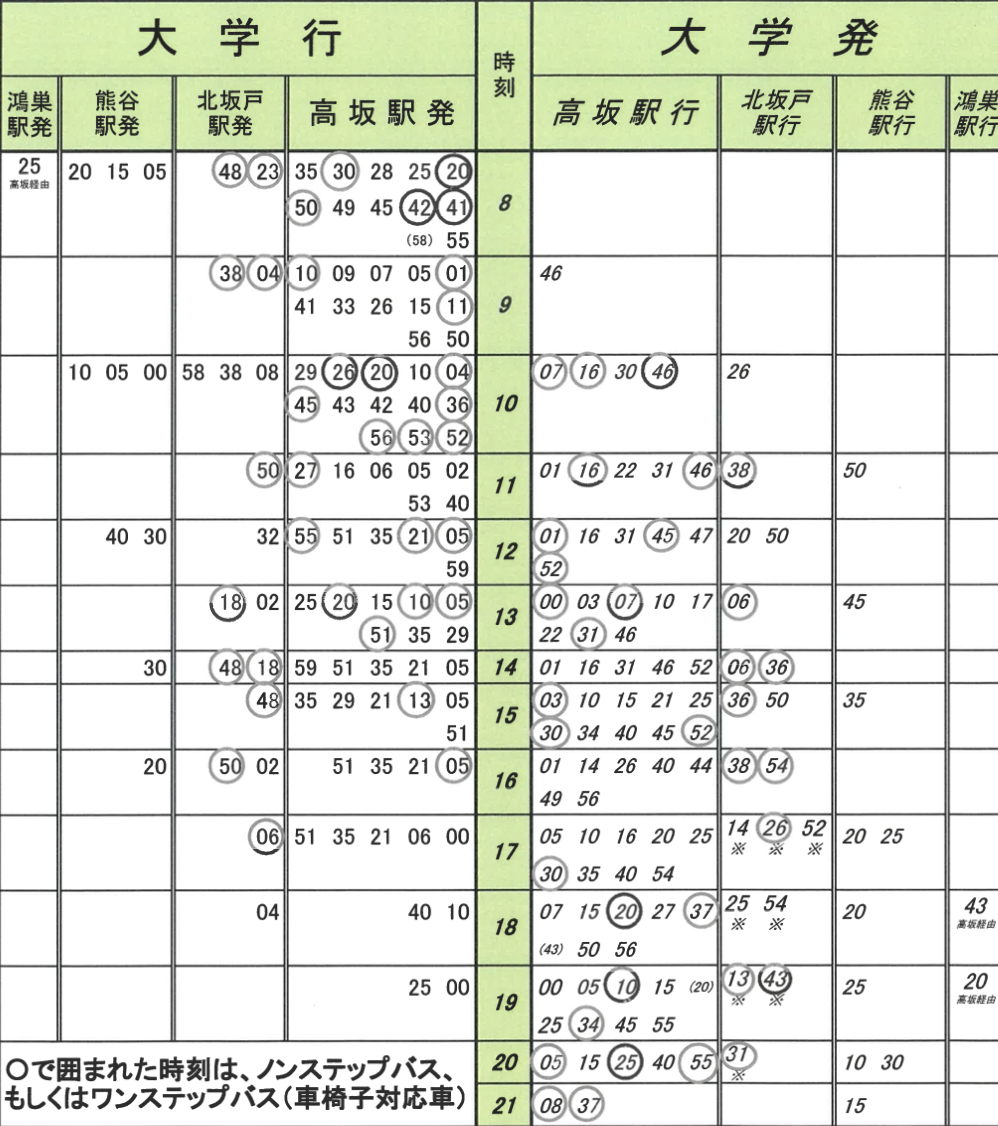 大学行 時刻 大学発
鴻巣駅発 熊谷駅発 北坂戸駅発 高坂駅発 高坂駅行 北坂戸駅行 熊谷駅行 鴻巣駅行
25 20 15 05 48 23 35 30 28 25 20 8
高坂経由
50 49 45 42 41
(58) 55
38 04 10 09 07 05 01 9 46
41 33 26 15 11
56 50
10 05 00 58 38 08 29 26 20 10 04 10 07 16 30 46 26
45 43 42 40 36
56 53 52
50 27 16 06 05 02 11 01 16 22 31 46 38 50
53 40
40 30 32 55 51 35 21 05 12 01 16 31 45 47 20 50
59 52
18 02 25 20 15 10 05 13 00 03 07 10 17 06 45
51 35 29 22 31 46
30 48 18 59 51 35 21 05 14 01 16 31 46 52 06 36
48 35 29 21 13 05 15 03 10 15 21 25 36 50 35
51 30 34 40 45 52
20 50 02 51 35 21 05 16 01 14 26 40 44 38 54
49 56
06 51 35 21 06 00 17 05 10 16 20 25 14 26 52 20 25
※ ※ ※
30 35 40 54
04 40 10 18 07 15 20 27 37 25 54 20 43
※ ※ 高坂経由
(43) 50 56
25 00 19 00 05 10 15 (20) 13 43 25 20
※ ※ 高坂経由
25 34 45 55
20 05 15 25 40 55 31 10 30
※
21 08 37 15
○で囲まれた時刻は、ノンステップバス、
もしくはワンステップバス(車椅子対応車)